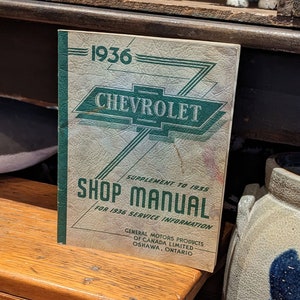 1936
CHEVROLET
SUPPLEMENT TO 1935
SHOP MANUAL
FOR 1936 SERVICE INFORMATION
GENERAL MOTORS PRODUCTS
OF CANADA LIMITED
OSHAWA, ONTARIO